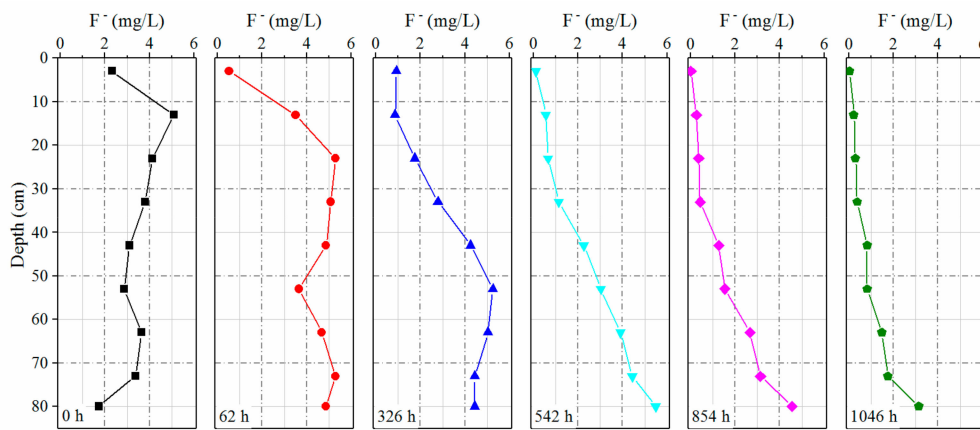 F⁻ (mg/L) F⁻ (mg/L) F⁻ (mg/L) F⁻ (mg/L) F⁻ (mg/L) F⁻ (mg/L)
0 2 4 6 0 2 4 6 0 2 4 6 0 2 4 6 0 2 4 6 0 2 4 6
0
10
20
30
40
50
60
70
80
Depth (cm)
0 h 62 h 326 h 542 h 854 h 1046 h